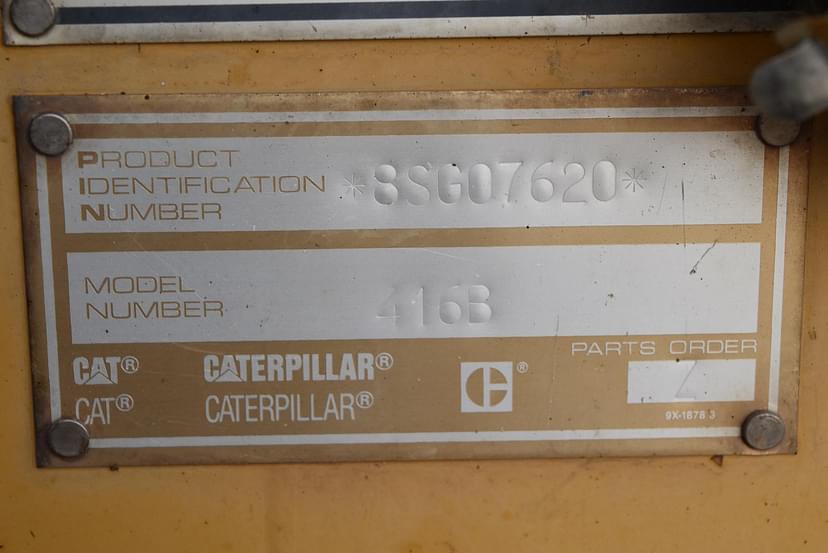 PRODUCT
IDENTIFICATION *8SG07620*
NUMBER
MODEL
NUMBER 416B
CAT® CATERPILLAR® C®
PARTS ORDER
CAT® CATERPILLAR®
Z
9X-1878 3